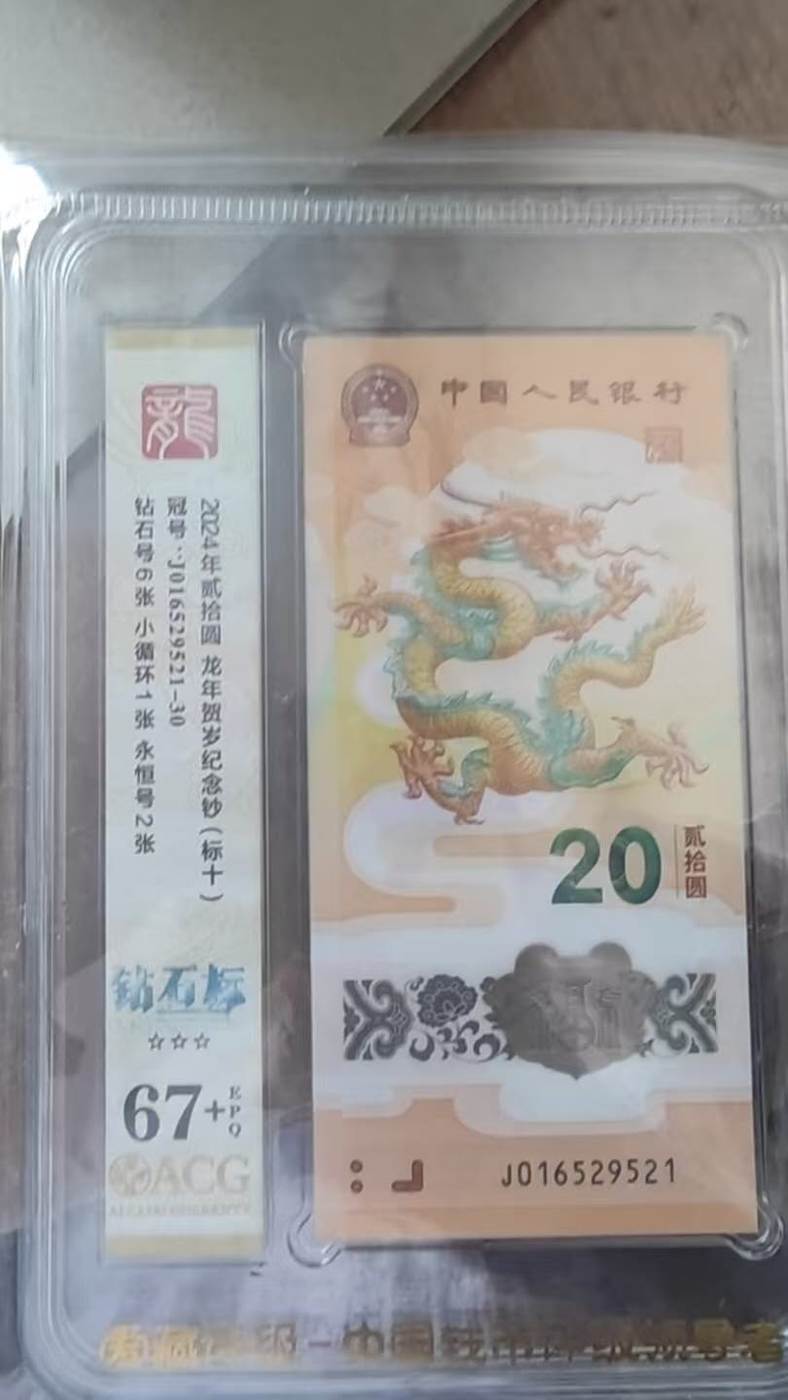 龍
2024年贰拾圆 龙年贺岁纪念钞(标十)
冠号:J016529521-30
钻石号6张 小循环1张 永恒号2张
钻石标
☆☆☆
67+
EPQ
ACG
中国人民银行
20
贰拾圆
J016529521